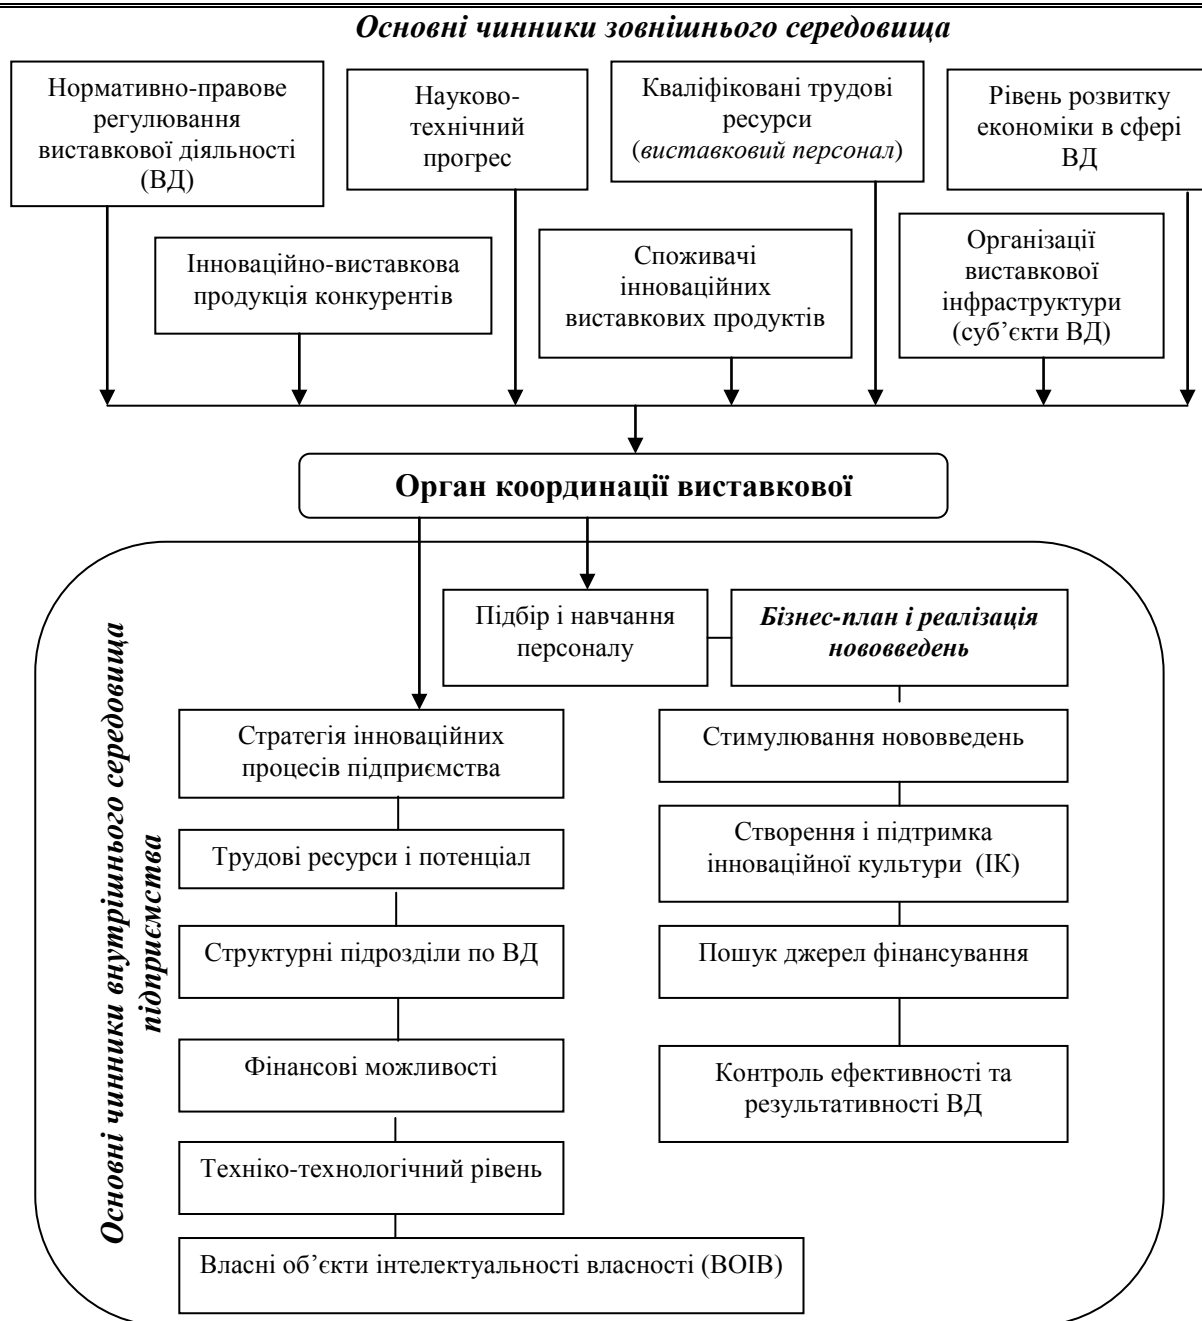 Основні чинники зовнішнього середовища
Нормативно-правове
регулювання
виставкової діяльності
(ВД)
Науково-
технічний
прогрес
Кваліфіковані трудові
ресурси
(виставковий персонал)
Рівень розвитку
економіки в сфері
ВД
Інноваційно-виставкова
продукція конкурентів
Споживачі
інноваційних
виставкових продуктів
Організації
виставкової
інфраструктури
(суб’єкти ВД)
Орган координації виставкової
Основні чинники внутрішнього середовища
підприємства
Підбір і навчання
персоналу
Бізнес-план і реалізація
нововведень
Стратегія інноваційних
процесів підприємства
Трудові ресурси і потенціал
Структурні підрозділи по ВД
Фінансові можливості
Техніко-технологічний рівень
Власні об’єкти інтелектуальності власності (ВОІВ)
Стимулювання нововведень
Створення і підтримка
інноваційної культури (ІК)
Пошук джерел фінансування
Контроль ефективності та
результативності ВД